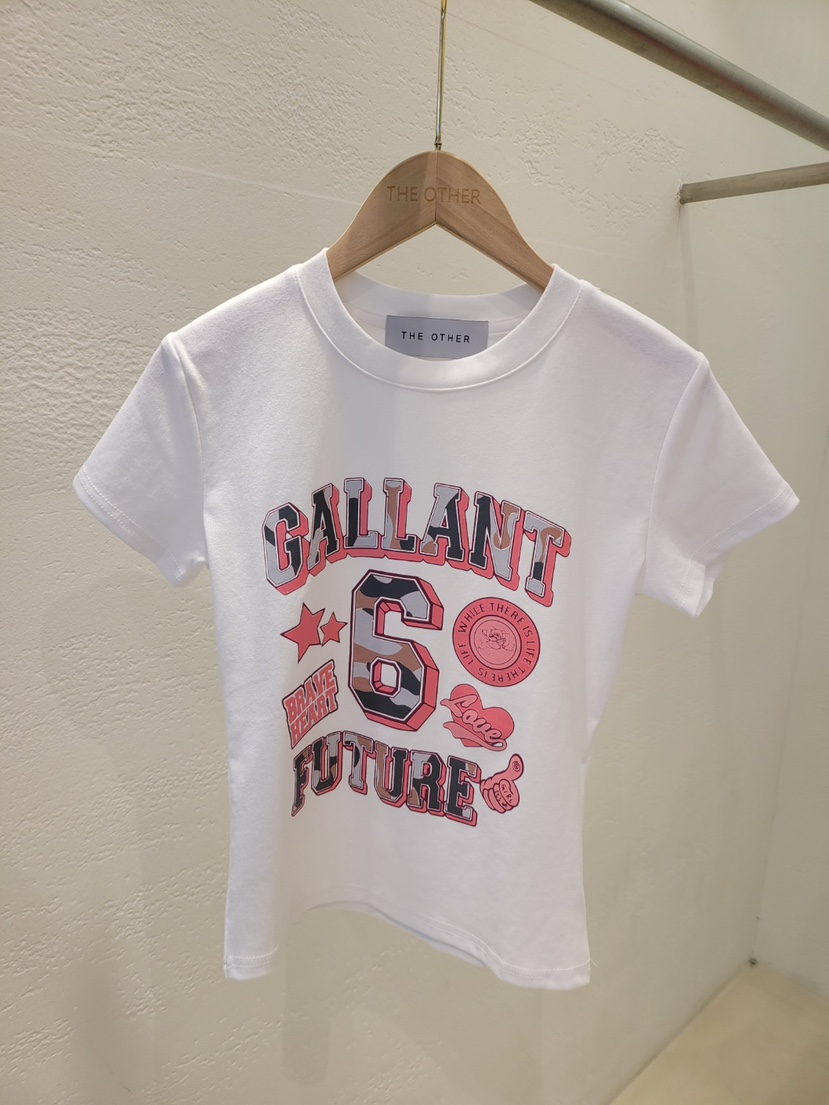 THE OTHER
THE OTHER
GALLANT
6
WHILE THERE IS LIFE THERE IS LIFE
BRAVE
HEART
Love
FUTURE